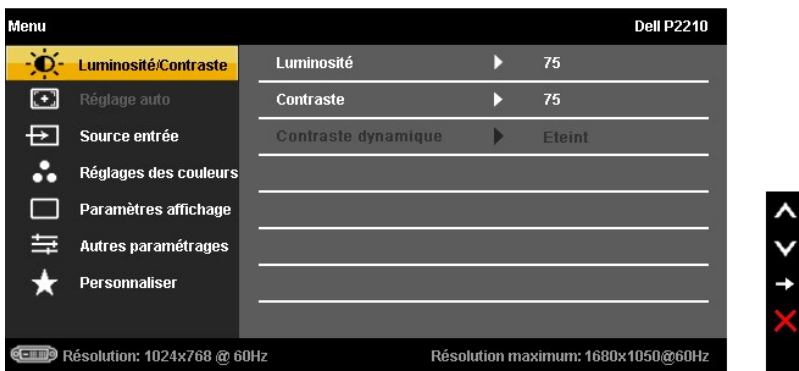 Menu Dell P2210
Luminosité/Contraste Luminosité 75
Réglage auto Contraste 75
Source entrée Contraste dynamique Eteint
Réglages des couleurs
Paramètres affichage
Autres paramétrages
Personnaliser
Résolution: 1024x768 @ 60Hz Résolution maximum: 1680x1050@60Hz